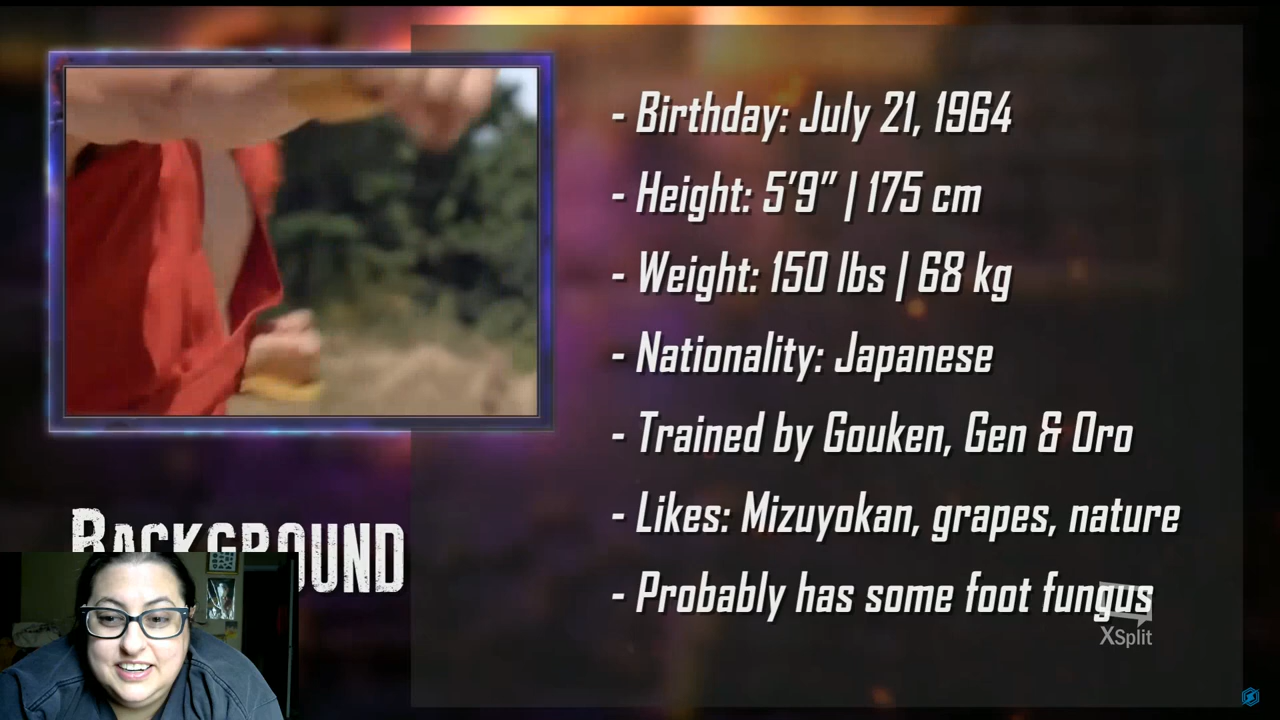 - Birthday: July 21, 1964
- Height: 5'9" | 175 cm
- Weight: 150 lbs | 68 kg
- Nationality: Japanese
- Trained by Gouken, Gen & Oro
- Likes: Mizuyokan, grapes, nature
- Probably has some foot fungus
BACKGROUND
XSplit